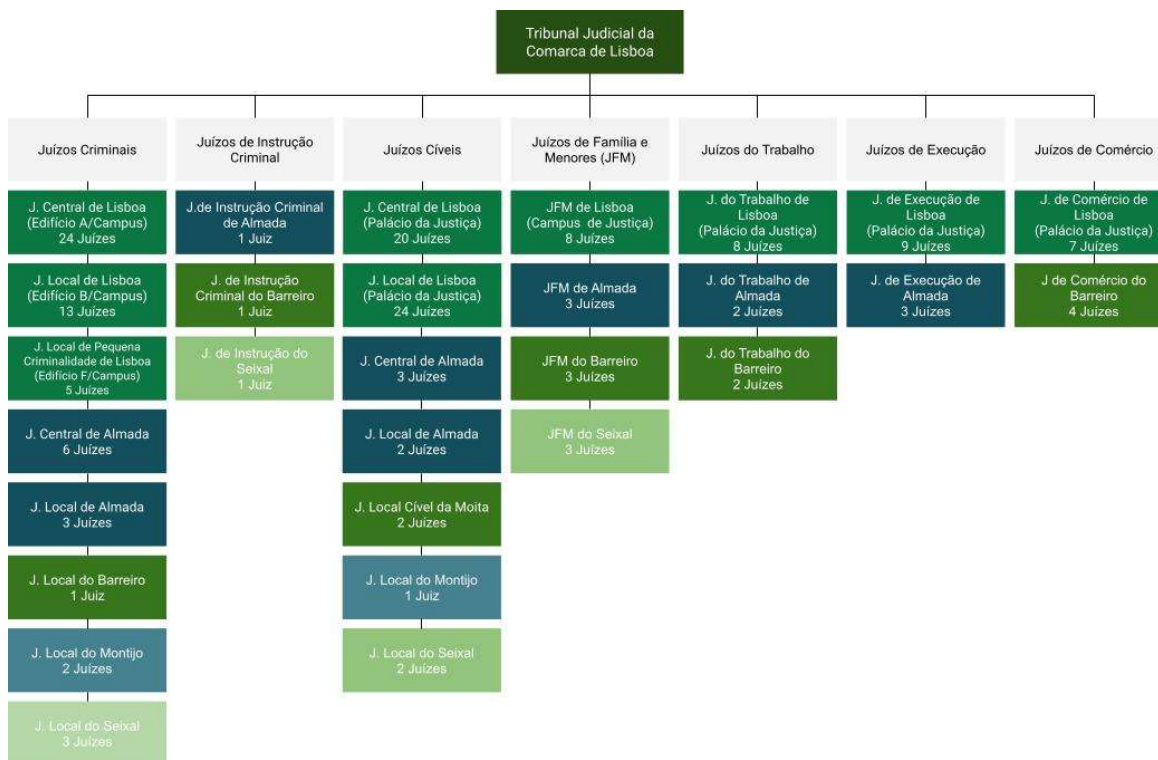 Tribunal Judicial da
Comarca de Lisboa
Juízos Criminais
J. Central de Lisboa
(Edifício A/Campus)
24 Juízes
J. Local de Lisboa
(Edifício B/Campus)
13 Juízes
J. Local de Pequena
Criminalidade de Lisboa
(Edifício F/Campus)
5 Juízes
J. Central de Almada
6 Juízes
J. Local de Almada
3 Juízes
J. Local do Barreiro
1 Juiz
J. Local do Montijo
2 Juízes
J. Local do Seixal
3 Juízes
Juízos de Instrução
Criminal
J.de Instrução Criminal
de Almada
1 Juiz
J. de Instrução
Criminal do Barreiro
1 Juiz
J. de Instrução do
Seixal
1 Juiz
Juízos Cíveis
J. Central de Lisboa
(Palácio da Justiça)
20 Juízes
J. Local de Lisboa
(Palácio da Justiça)
24 Juízes
J. Central de Almada
3 Juízes
J. Local de Almada
2 Juízes
J. Local Cível da Moita
2 Juízes
J. Local do Montijo
1 Juiz
J. Local do Seixal
2 Juízes
Juízos de Família e
Menores (JFM)
JFM de Lisboa
(Campus de Justiça)
8 Juízes
JFM de Almada
3 Juízes
JFM do Barreiro
3 Juízes
JFM do Seixal
3 Juízes
Juízos do Trabalho
J. do Trabalho de
Lisboa
(Palácio da Justiça)
8 Juízes
J. do Trabalho de
Almada
2 Juízes
J. do Trabalho do
Barreiro
2 Juízes
Juízos de Execução
J. de Execução de
Lisboa
(Palácio da Justiça)
9 Juízes
J. de Execução de
Almada
3 Juízes
Juízos de Comércio
J. de Comércio de
Lisboa
(Palácio da Justiça)
7 Juízes
J de Comércio do
Barreiro
4 Juízes